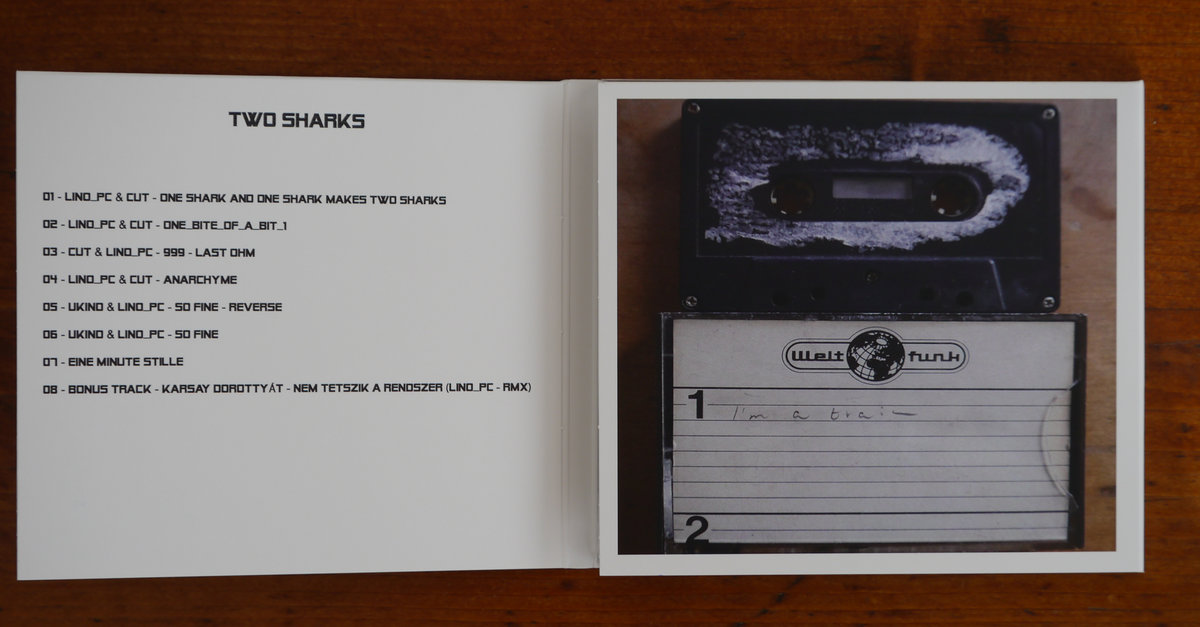 TWO SHARKS
01 - LINO_PC & CUT - ONE SHARK AND ONE SHARK MAKES TWO SHARKS
02 - LINO_PC & CUT - ONE_BITE_OF_A_BIT_1
03 - CUT & LINO_PC - 999 - LAST OHM
04 - LINO_PC & CUT - ANARCHYME
05 - UKINO & LINO_PC - SO FINE - REVERSE
06 - UKINO & LINO_PC - SO FINE
07 - EINE MINUTE STILLE
08 - BONUS TRACK - KARSAY DOROTTYÁT - NEM TETSZIK A RENDSZER (LINO_PC - RMX)
Welt funk
1 I'm a train
2